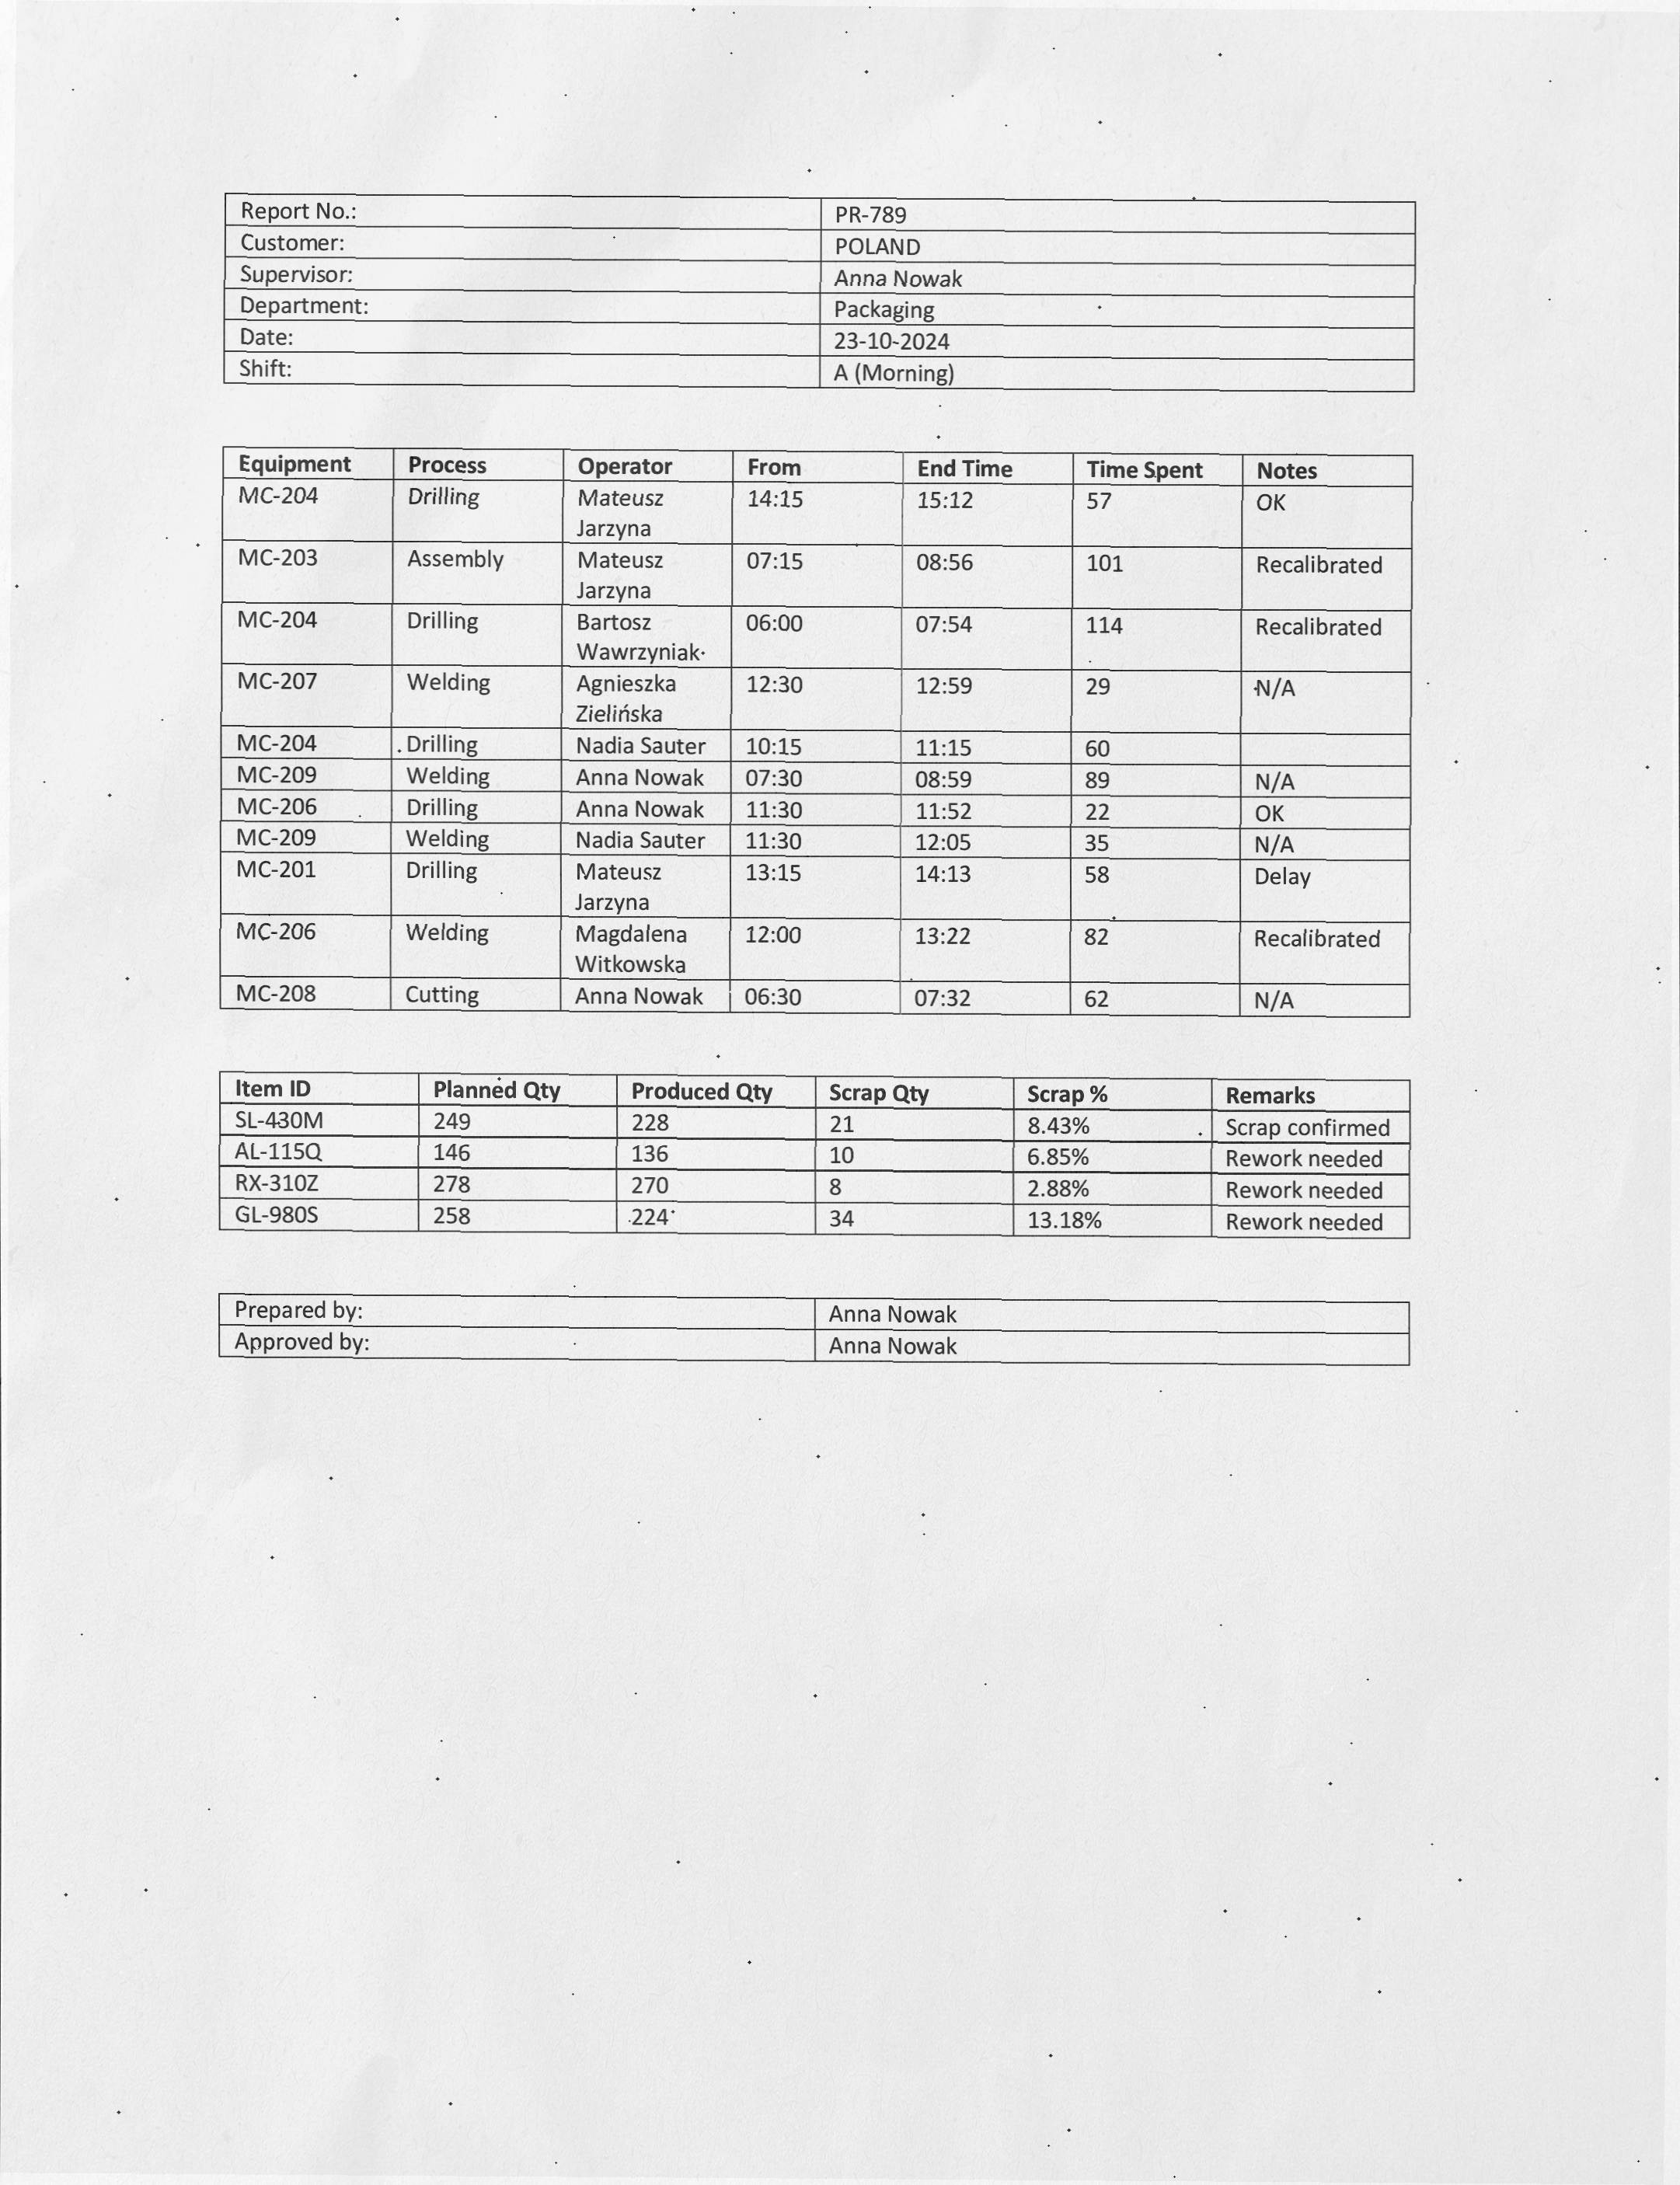 Report No.: PR-789
Customer: POLAND
Supervisor: Anna Nowak
Department: Packaging
Date: 23-10-2024
Shift: A (Morning)
Equipment Process Operator From End Time Time Spent Notes
MC-204 Drilling Mateusz 14:15 15:12 57 OK
Jarzyna
MC-203 Assembly Mateusz 07:15 08:56 101 Recalibrated
Jarzyna
MC-204 Drilling Bartosz 06:00 07:54 114 Recalibrated
Wawrzyniak
MC-207 Welding Agnieszka 12:30 12:59 29 N/A
Zielińska
MC-204 Drilling Nadia Sauter 10:15 11:15 60
MC-209 Welding Anna Nowak 07:30 08:59 89 N/A
MC-206 Drilling Anna Nowak 11:30 11:52 22 OK
MC-209 Welding Nadia Sauter 11:30 12:05 35 N/A
MC-201 Drilling Mateusz 13:15 14:13 58 Delay
Jarzyna
MC-206 Welding Magdalena 12:00 13:22 82 Recalibrated
Witkowska
MC-208 Cutting Anna Nowak 06:30 07:32 62 N/A
Item ID Planned Qty Produced Qty Scrap Qty Scrap % Remarks
SL-430M 249 228 21 8.43% Scrap confirmed
AL-115Q 146 136 10 6.85% Rework needed
RX-310Z 278 270 8 2.88% Rework needed
GL-980S 258 224 34 13.18% Rework needed
Prepared by: Anna Nowak
Approved by: Anna Nowak